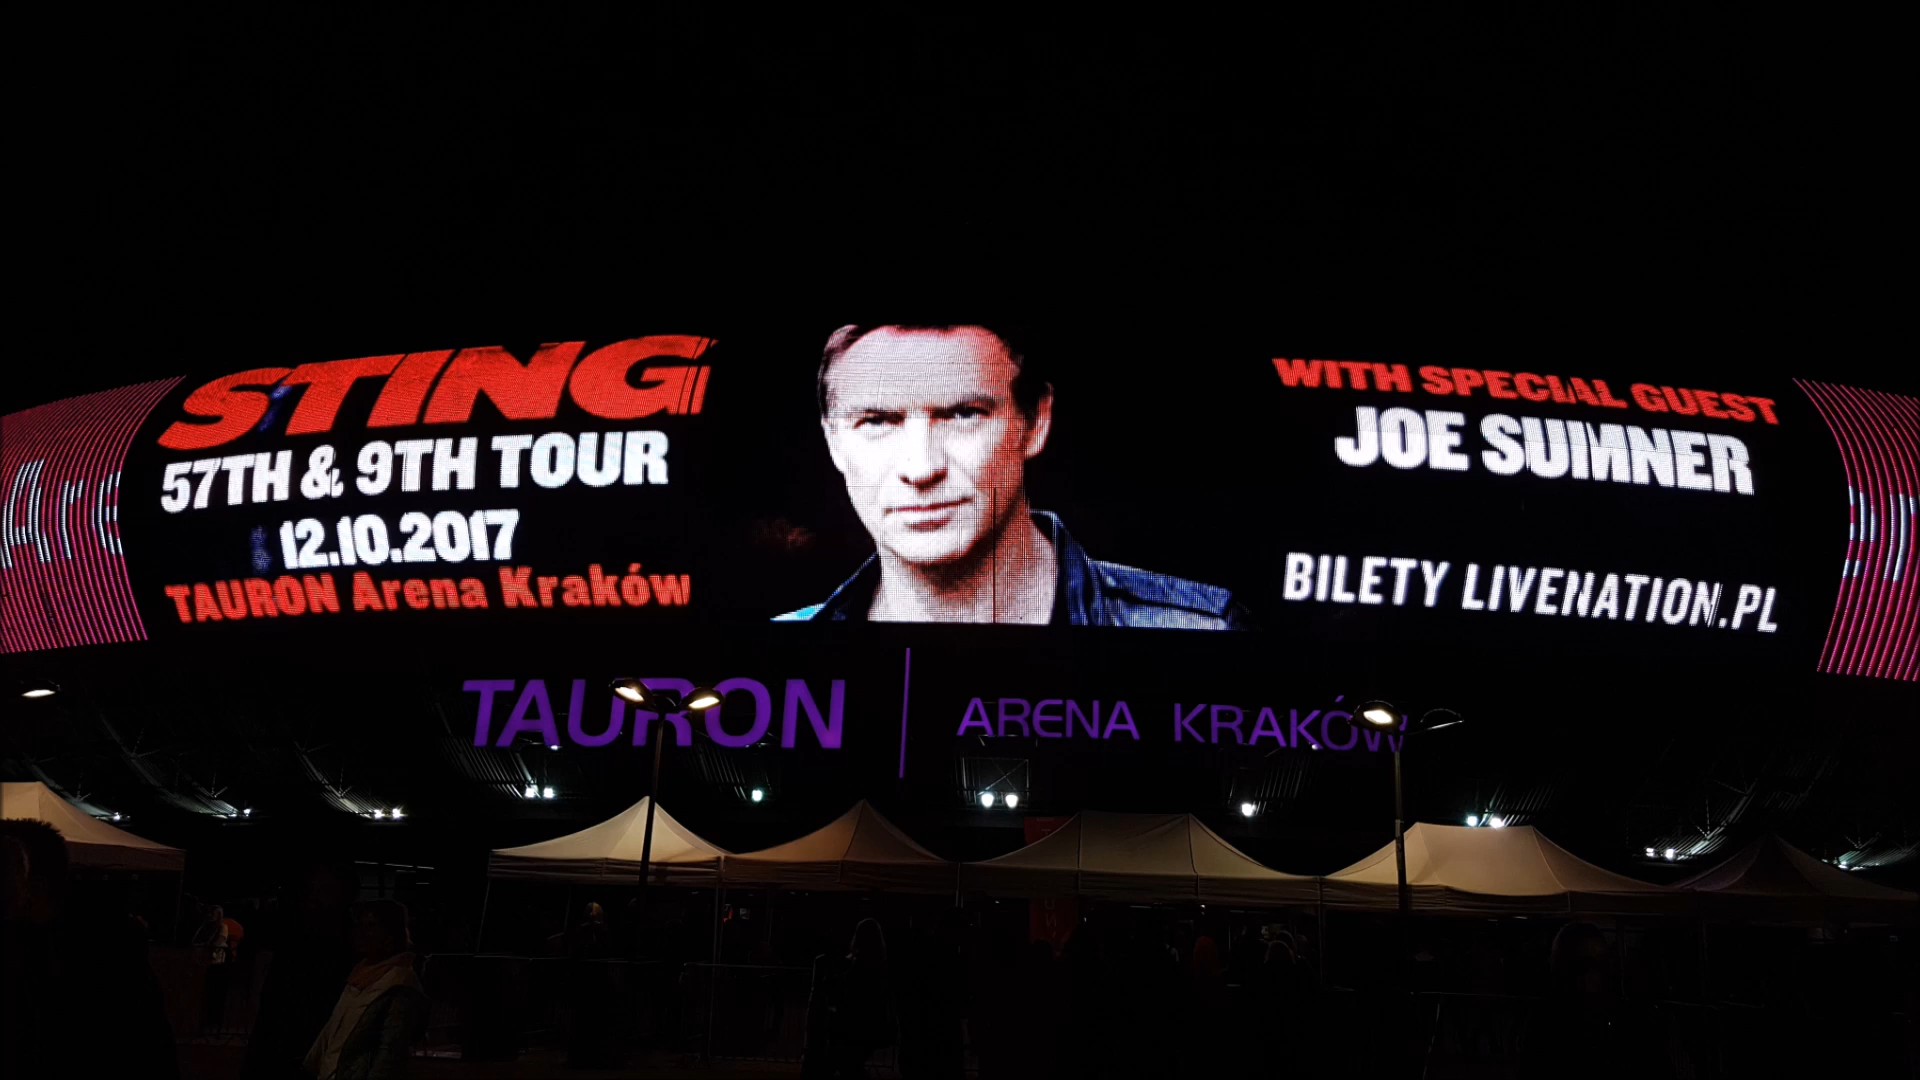 STING
57TH & 9TH TOUR
12.10.2017
TAURON Arena Kraków
WITH SPECIAL GUEST
JOE SUMNER
BILETY LIVENATION.PL
TAURON
ARENA KRAKÓW